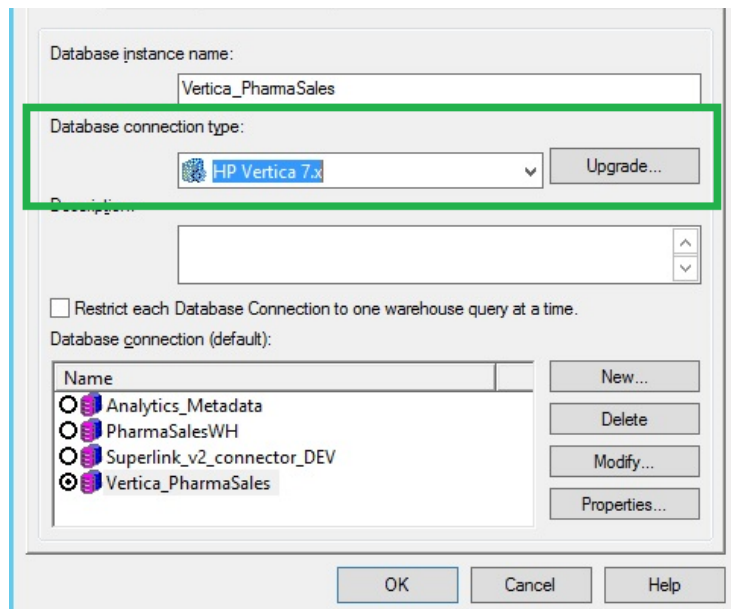 Database instance name:
Vertica_PharmaSales
Database connection type:
HP Vertica 7.x
Upgrade...
Description:
Restrict each Database Connection to one warehouse query at a time.
Database connection (default):
Name
New...
Analytics_Metadata
Delete
PharmaSalesWH
Superlink_v2_connector_DEV
Modify...
Vertica_PharmaSales
Properties...
OK Cancel Help